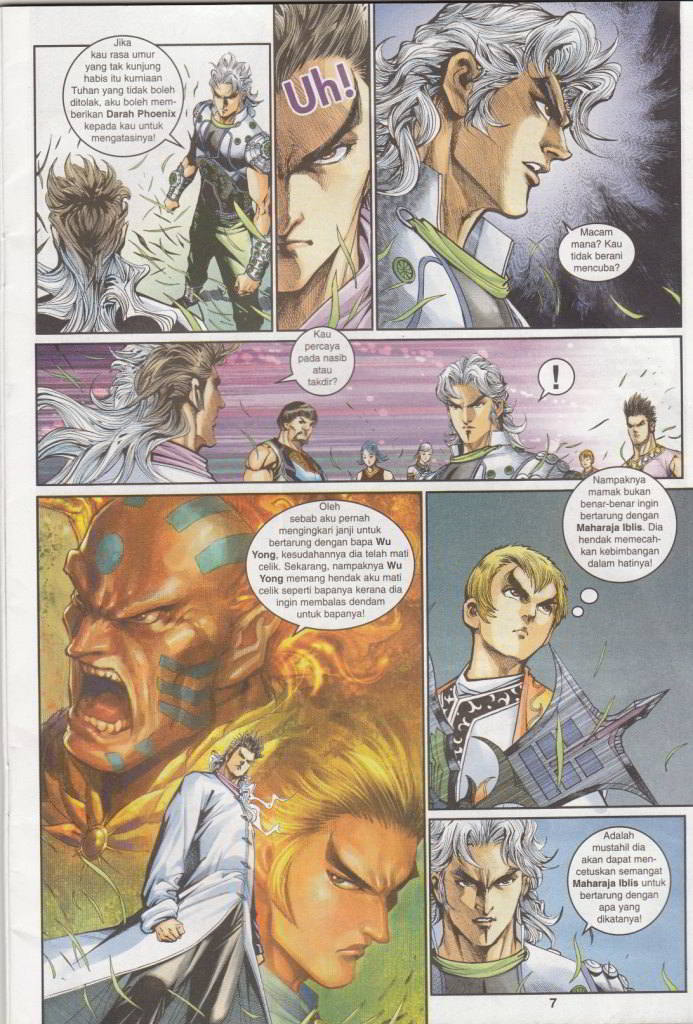 Jika
kau rasa umur
yang tak kunjung
habis itu kurniaan
Tuhan yang tidak boleh
ditolak, aku boleh mem-
berikan Darah Phoenix
kepada kau untuk
mengatasinya!
Uh!
Macam
mana? Kau
tidak berani
mencuba?
Kau
percaya
pada nasib
atau
takdir?
!
Oleh
sebab aku pernah
mengingkari janji untuk
bertarung dengan bapa Wu
Yong, kesudahannya dia telah mati
celik. Sekarang, nampaknya Wu
Yong memang hendak aku mati
celik seperti bapanya kerana dia
ingin membalas dendam
untuk bapanya!
Nampaknya
mamak bukan
benar-benar ingin
bertarung dengan
Maharaja Iblis. Dia
hendak memecah-
kan kebimbangan
dalam hatinya!
Adalah
mustahil dia
akan dapat men-
cetuskan semangat
Maharaja Iblis untuk
bertarung dengan
apa yang
dikatanya!
7